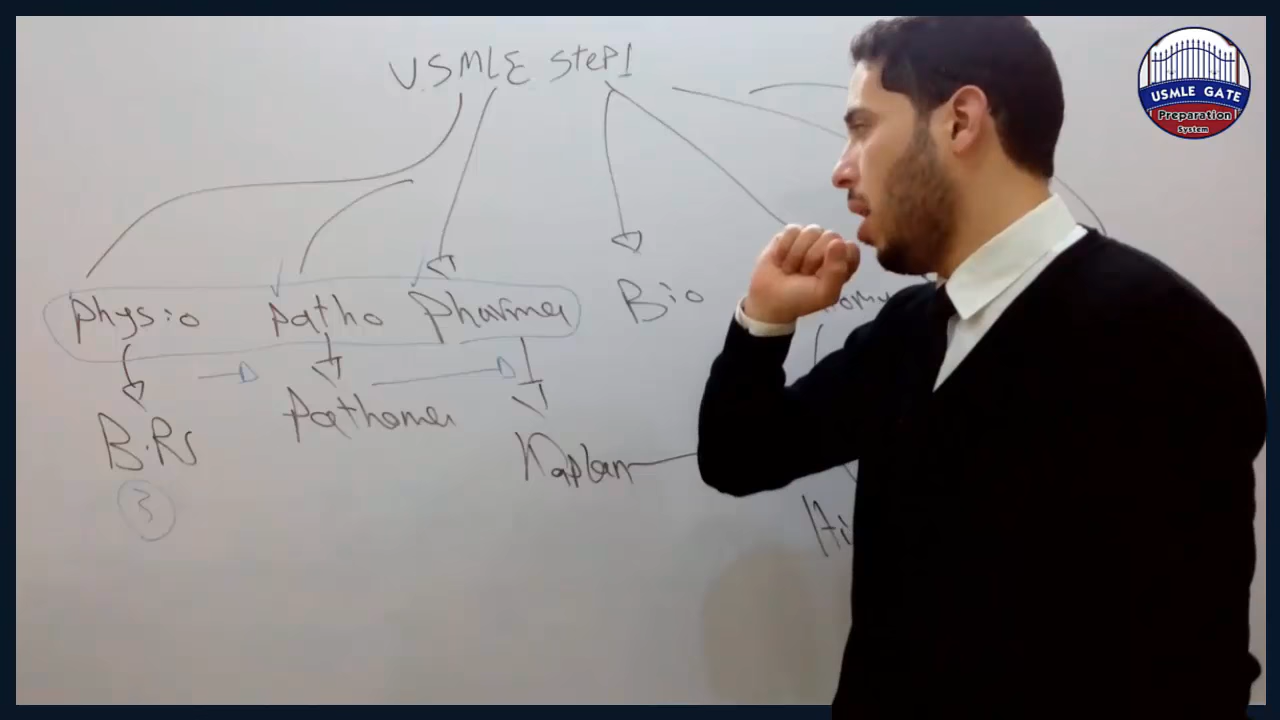 USMLE Step1
USMLE GATE
Preparation
System
Physio Patho Pharma Bio
B.Rs Pathoma Kaplan
3